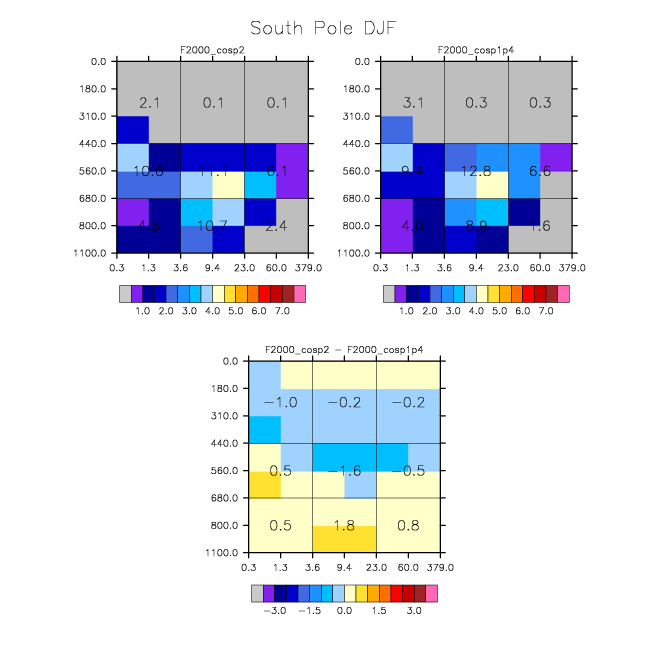 South Pole DJF
F2000_cosp2
F2000_cosp1p4
0.0
180.0
310.0
440.0
560.0
680.0
800.0
1100.0
2.1 0.1 0.1
10.0 11.1 6.1
4.5 10.7 2.4
0.3 1.3 3.6 9.4 23.0 60.0 379.0
1.0 2.0 3.0 4.0 5.0 6.0 7.0
0.0
180.0
310.0
440.0
560.0
680.0
800.0
1100.0
3.1 0.3 0.3
9.4 12.8 6.6
4.0 8.9 1.6
0.3 1.3 3.6 9.4 23.0 60.0 379.0
1.0 2.0 3.0 4.0 5.0 6.0 7.0
F2000_cosp2 − F2000_cosp1p4
0.0
180.0
310.0
440.0
560.0
680.0
800.0
1100.0
−1.0 −0.2 −0.2
0.5 −1.6 −0.5
0.5 1.8 0.8
0.3 1.3 3.6 9.4 23.0 60.0 379.0
−3.0 −1.5 0.0 1.5 3.0